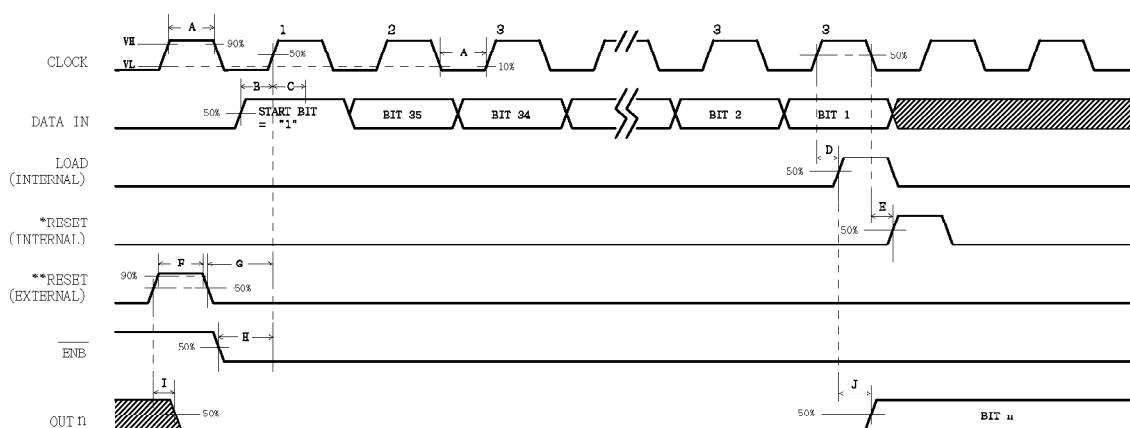 A 1 2 3 3 3
VH 90% 50% A 50%
CLOCK VL 10%
B C
DATA IN 50% START BIT = "1" BIT 35 BIT 34 BIT 2 BIT 1
LOAD
(INTERNAL)
D
50%
*RESET
(INTERNAL)
E
50%
**RESET
(EXTERNAL)
F G
90%
50%
ENB
H
50%
I J
OUT n 50% 50% BIT n